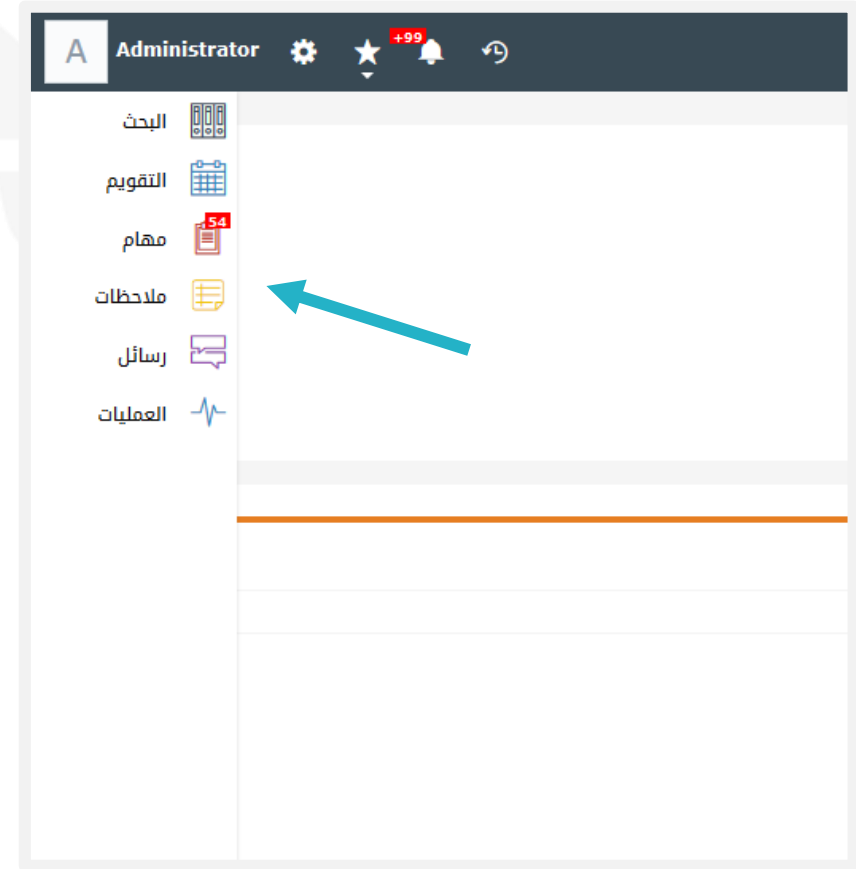 A Administrator +99
البحث
التقويم
54
مهام
ملاحظات
رسائل
العمليات